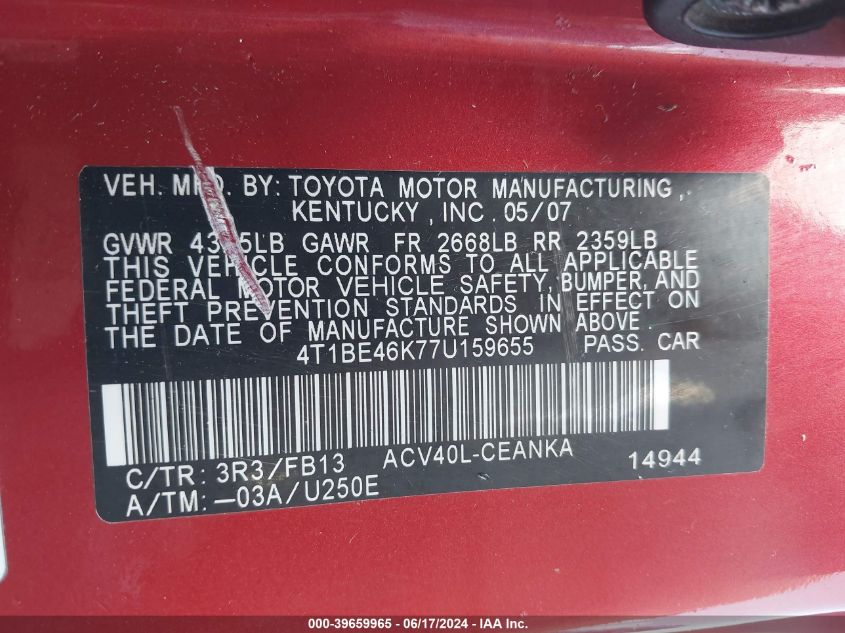 VEH. MFD. BY: TOYOTA MOTOR MANUFACTURING,
KENTUCKY, INC. 05/07
GVWR LB GAWR FR 2668LB RR 2359LB
THIS VEHICLE CONFORMS TO ALL APPLICABLE
FEDERAL MOTOR VEHICLE SAFETY, BUMPER, AND
THEFT PREVENTION STANDARDS IN EFFECT ON
THE DATE OF MANUFACTURE SHOWN ABOVE.
4T1BE46K77U159655 PASS. CAR
C/TR: 3R3/FB13 ACV40L-CEANKA 14944
A/TM: -03A/U250E
000-39659965 - 06/17/2024 - IAA Inc.